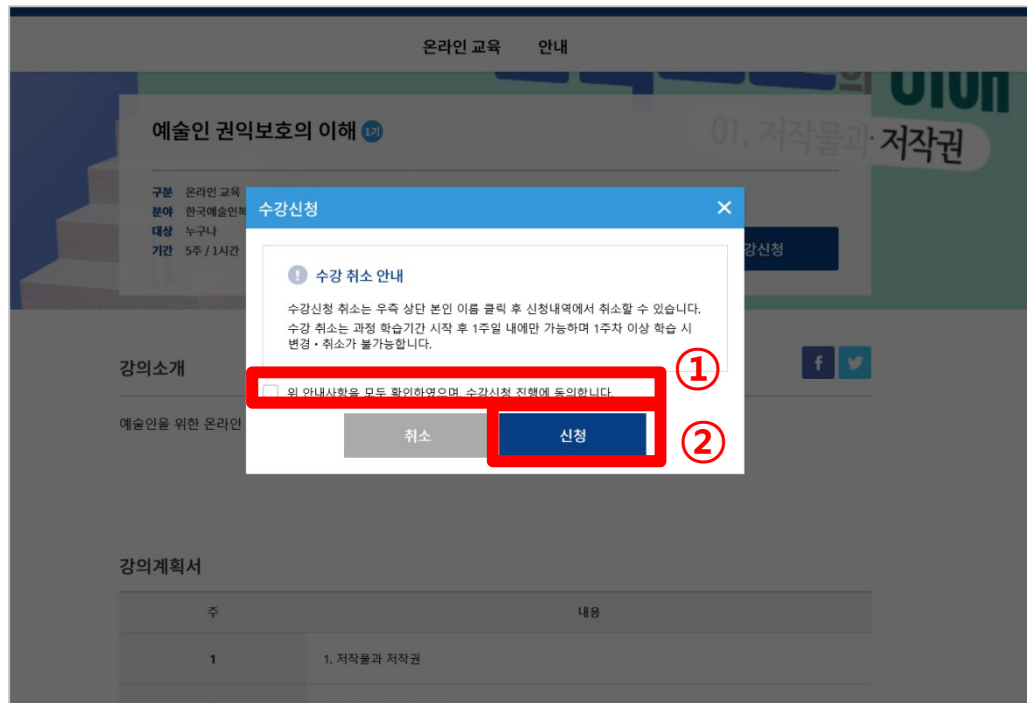 온라인 교육 안내
예술인 권익보호의 이해 1기
01. 저작물과 저작권
구분 온라인 교육
분야 한국예술인복
대상 누구나
기간 5주 / 1시간
강신청
수강신청
수강 취소 안내
수강신청 취소는 우측 상단 본인 이름 클릭 후 신청내역에서 취소할 수 있습니다.
수강 취소는 과정 학습기간 시작 후 1주일 내에만 가능하며 1주차 이상 학습 시
변경・취소가 불가능합니다.
①
위 안내사항을 모두 확인하였으며, 수강신청 진행에 동의합니다.
취소 신청
②
강의소개
예술인을 위한 온라인
강의계획서
주 내용
1 1. 저작물과 저작권